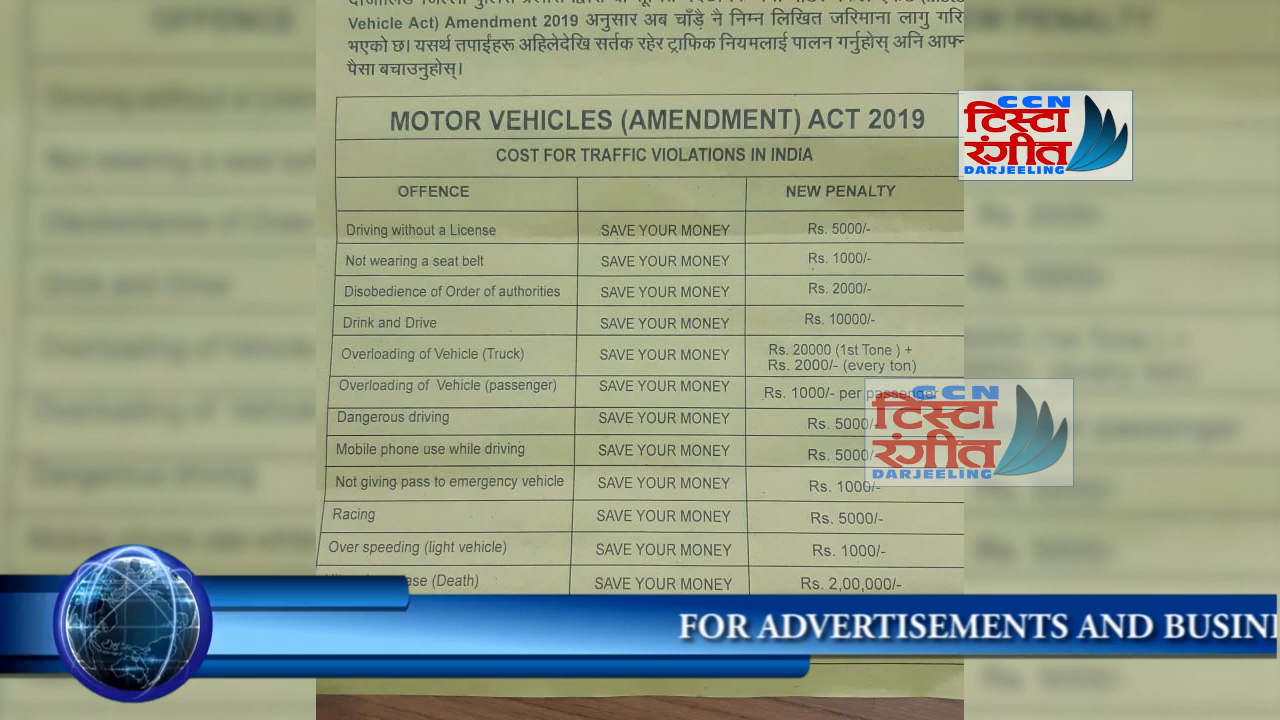 Vehicle Act) Amendment 2019 अनुसार अब चाँड़े नै निम्न लिखित जरिमाना लागु गरि
भएको छ। यसर्थ तपाईंहरू अहिलेदेखि सर्तक रहेर ट्राफिक नियमलाई पालन गर्नुहोस् अनि आफ्न
पैसा बचाउनुहोस्।
MOTOR VEHICLES (AMENDMENT) ACT 2019
COST FOR TRAFFIC VIOLATIONS IN INDIA
OFFENCE NEW PENALTY
Driving without a License SAVE YOUR MONEY Rs. 5000/-
Not wearing a seat belt SAVE YOUR MONEY Rs. 1000/-
Disobedience of Order of authorities SAVE YOUR MONEY Rs. 2000/-
Drink and Drive SAVE YOUR MONEY Rs. 10000/-
Overloading of Vehicle (Truck) SAVE YOUR MONEY Rs. 20000 (1st Tone ) +
Rs. 2000/- (every ton)
Overloading of Vehicle (passenger) SAVE YOUR MONEY Rs. 1000/- per passenger
Dangerous driving SAVE YOUR MONEY Rs. 5000/-
Mobile phone use while driving SAVE YOUR MONEY Rs. 5000/-
Not giving pass to emergency vehicle SAVE YOUR MONEY Rs. 1000/-
Racing SAVE YOUR MONEY Rs. 5000/-
Over speeding (light vehicle) SAVE YOUR MONEY Rs. 1000/-
(Death) SAVE YOUR MONEY Rs. 2,00,000/-
CCN
टिस्टा
रंगीत
DARJEELING
CCN
टिस्टा
रंगीत
DARJEELING
FOR ADVERTISEMENTS AND BUSINE